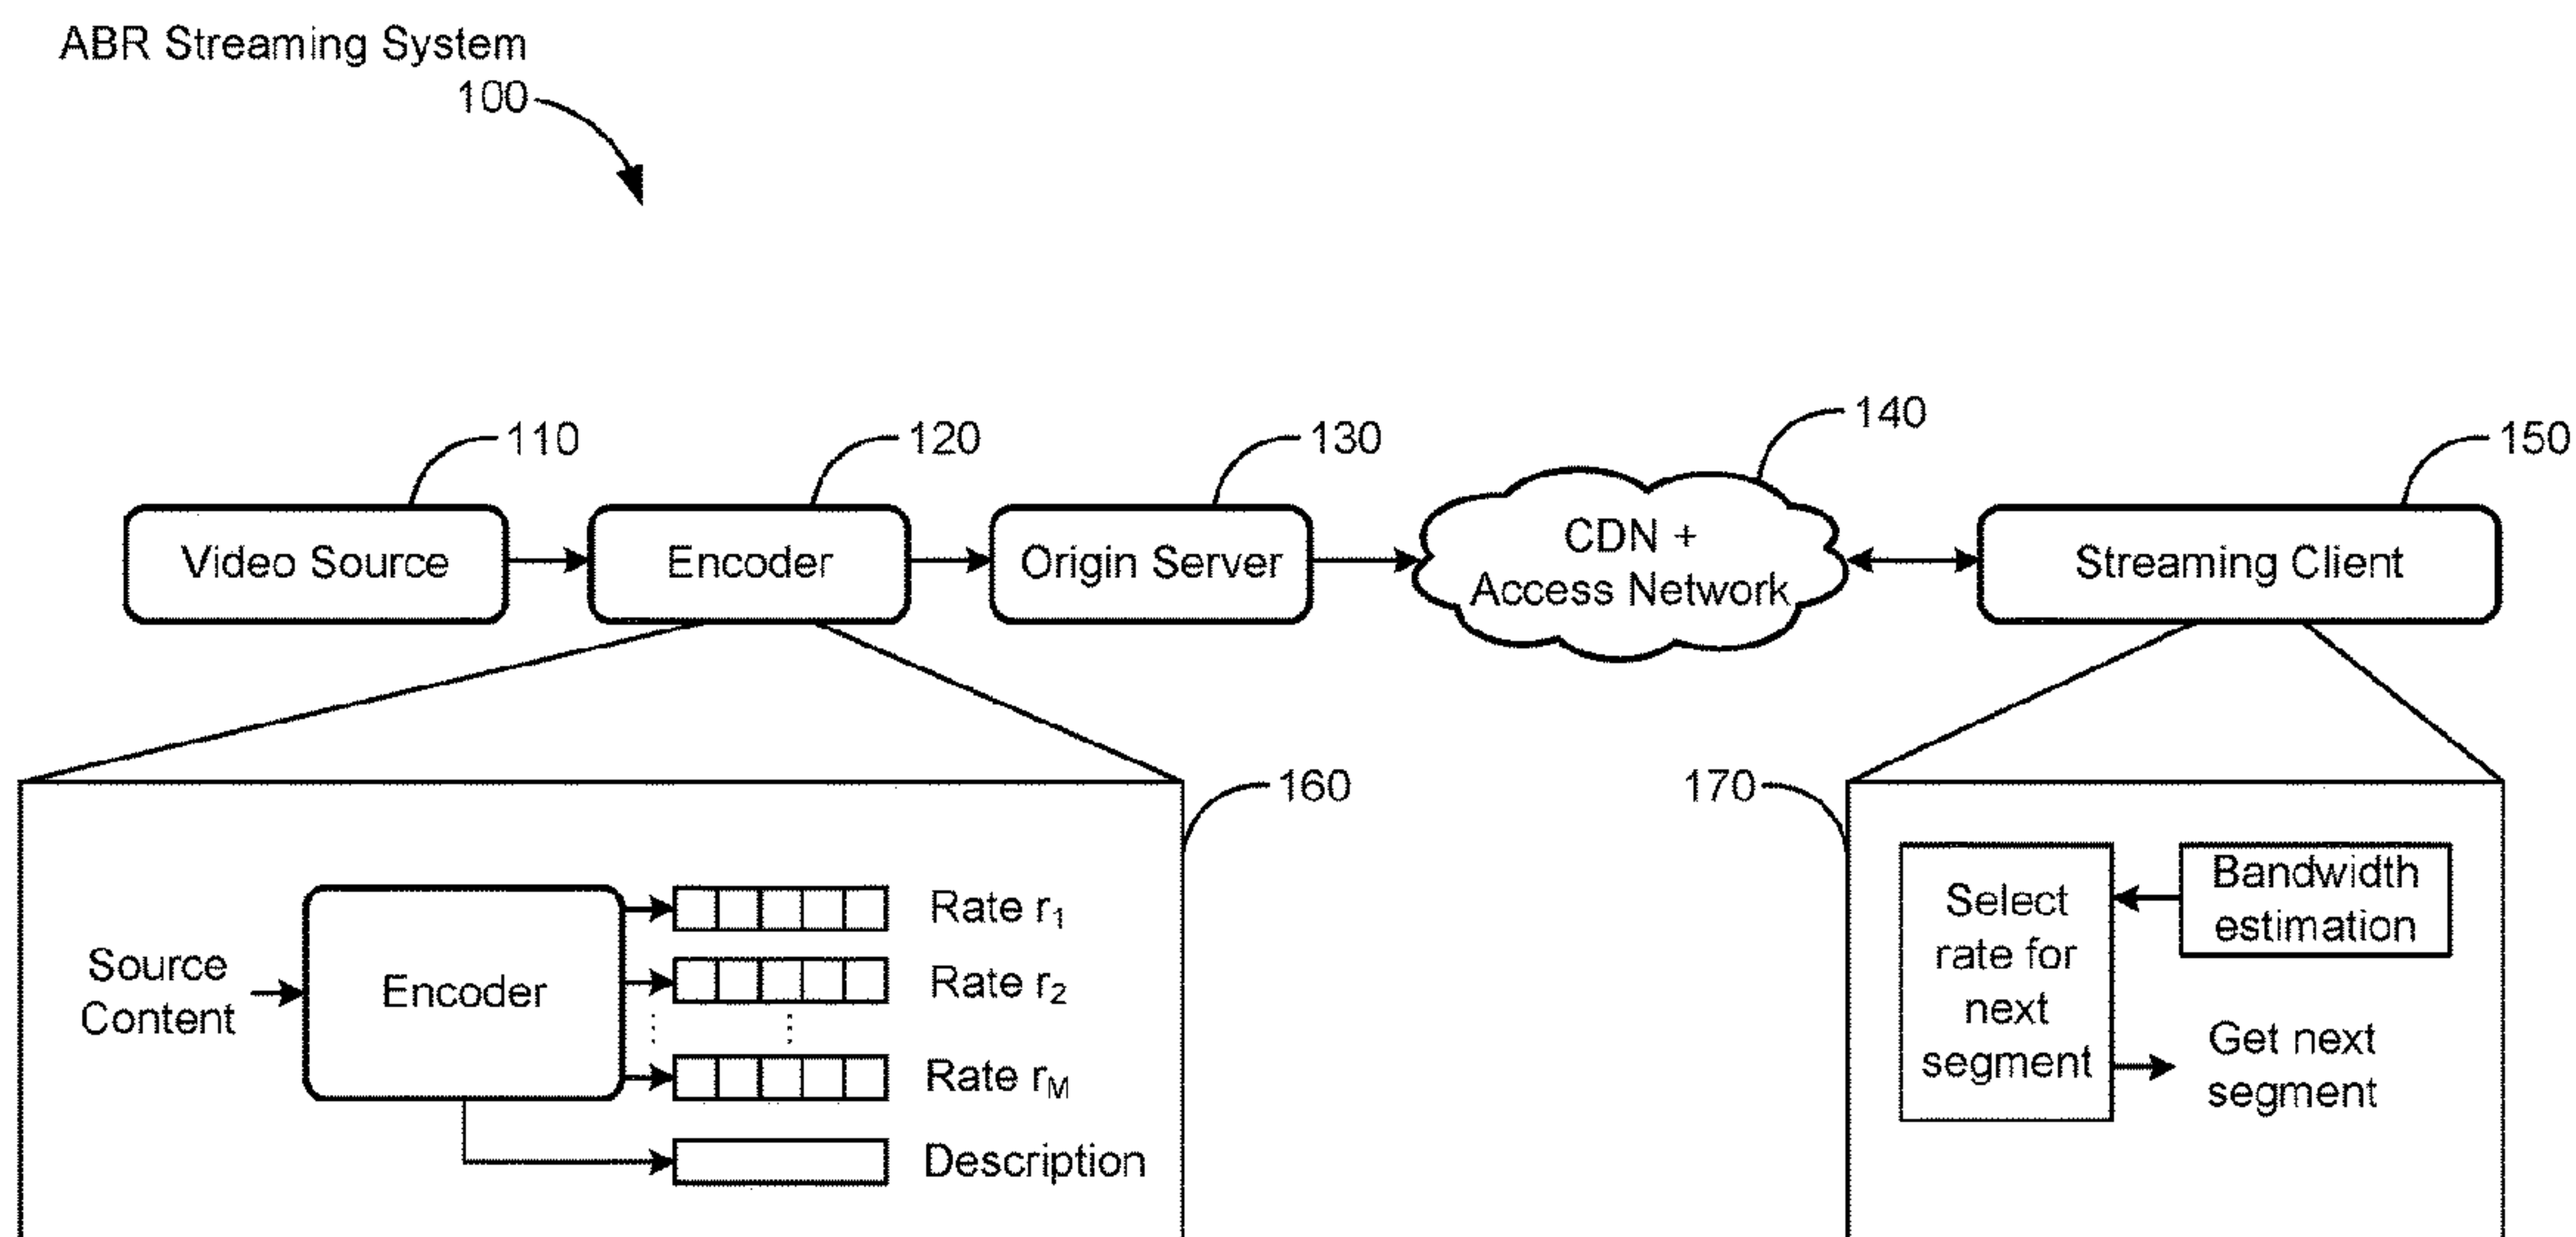 ABR Streaming System
100
110
120
130
140
150
Video Source
Encoder
Origin Server
CDN +
Access Network
Streaming Client
160
170
Source
Content
Encoder
Rate r₁
Rate r₂
Rate r_M
Description
Select
rate for
next
segment
Bandwidth
estimation
Get next
segment